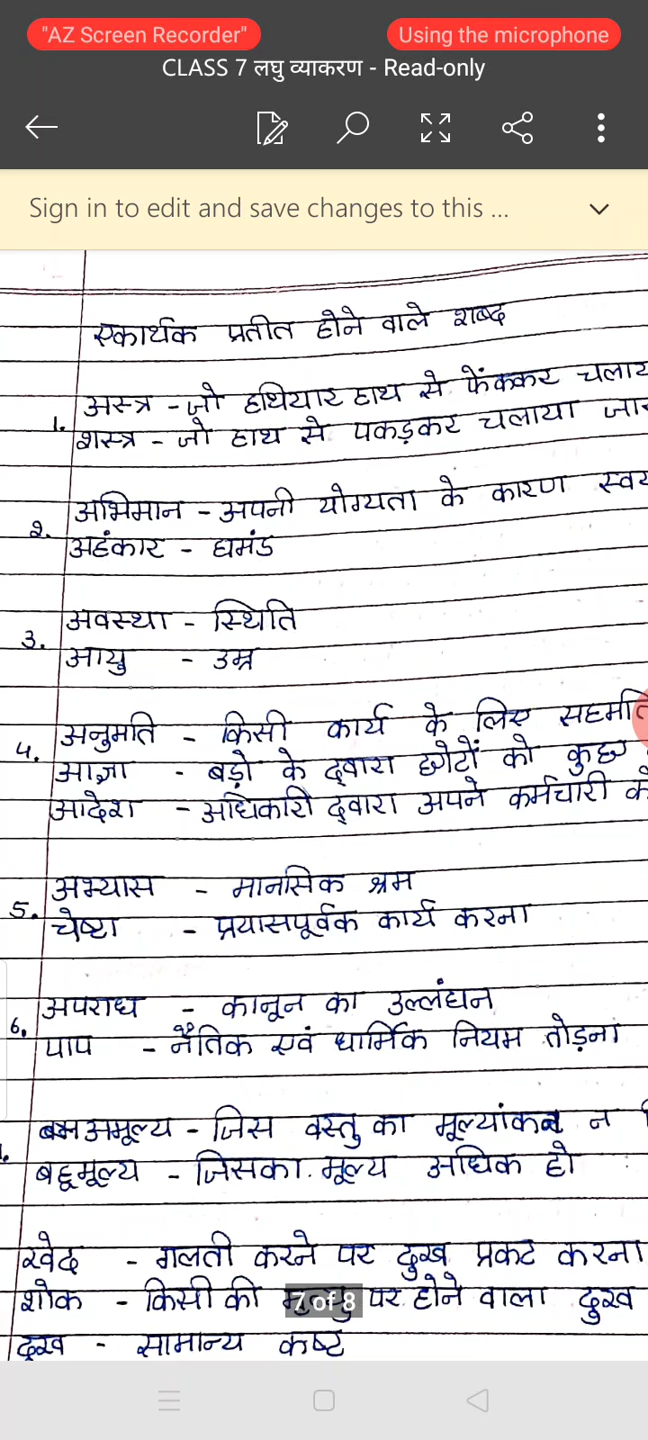 "AZ Screen Recorder" Using the microphone
CLASS 7 लघु व्याकरण - Read-only
Sign in to edit and save changes to this ...
एकार्थक प्रतीत होने वाले शब्द
1. अस्त्र - जो हथियार हाथ से फेंककर चलाय
शस्त्र - जो हाथ से पकड़कर चलाया जा
2. अभिमान - अपनी योग्यता के कारण स्वय
अहंकार - घमंड
3. अवस्था - स्थिति
आयु - उम्र
4. अनुमति - किसी कार्य के लिए सहमति
आज्ञा - बड़ो के द्वारा छोटों को कुछ
आदेश - अधिकारी द्वारा अपने कर्मचारी को
5. अभ्यास - मानसिक श्रम
चेष्टा - प्रयासपूर्वक कार्य करना
6. अपराध - कानून का उल्लंघन
पाप - नैतिक एवं धार्मिक नियम तोड़ना
अमूल्य - जिस वस्तु का मूल्यांकन न
बहूमूल्य - जिसका मूल्य अधिक हो
खेद - गलती करने पर दुख प्रकट करना
शोक - किसी की पर होने वाला दुख
7 of 8
दुख - सामान्य कष्ट